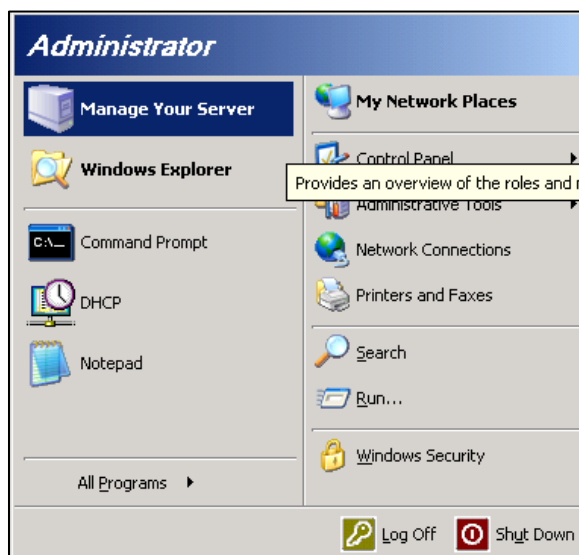 Administrator
Manage Your Server
Windows Explorer
C:\_
Command Prompt
DHCP
Notepad
All Programs
My Network Places
Control Panel
Provides an overview of the roles and
Administrative Tools
Network Connections
Printers and Faxes
Search
Run...
Windows Security
Log Off
Shut Down